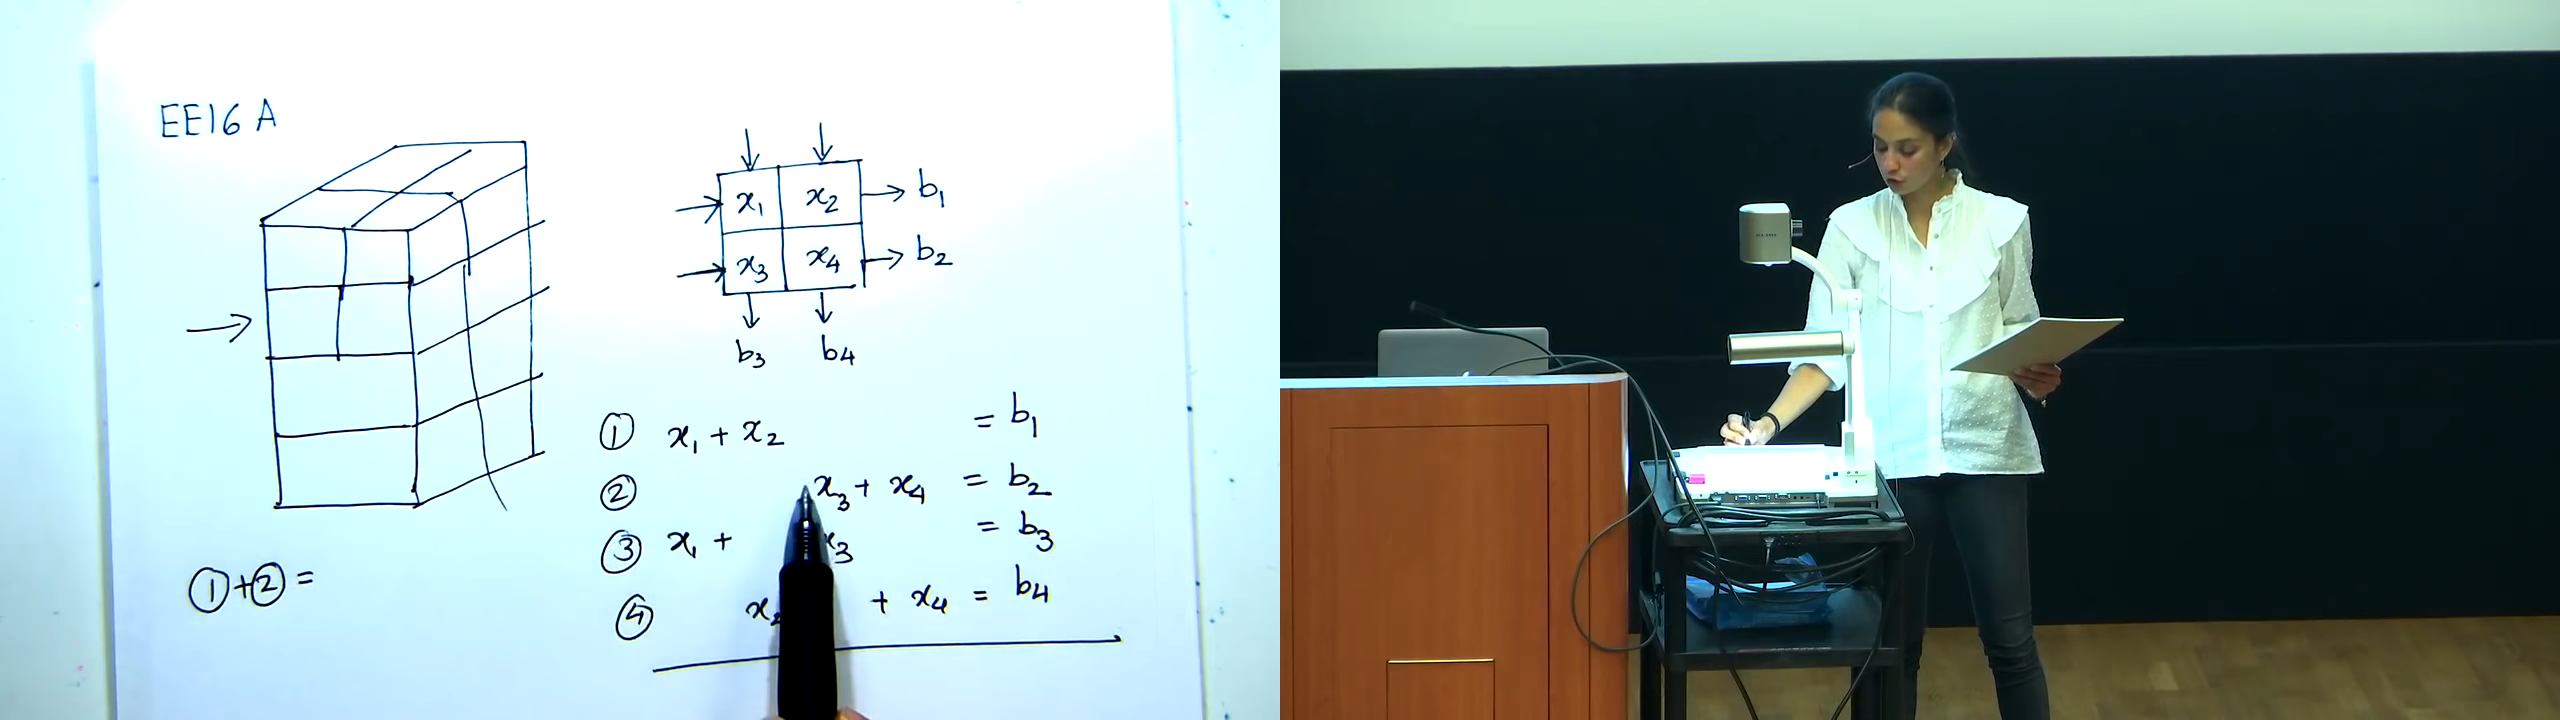 EE16 A
x₁ x₂ → b₁
x₃ x₄ → b₂
b₃ b₄
① x₁ + x₂ = b₁
② x₃ + x₄ = b₂
③ x₁ + x₃ = b₃
④ x₂ + x₄ = b₄
①+② =